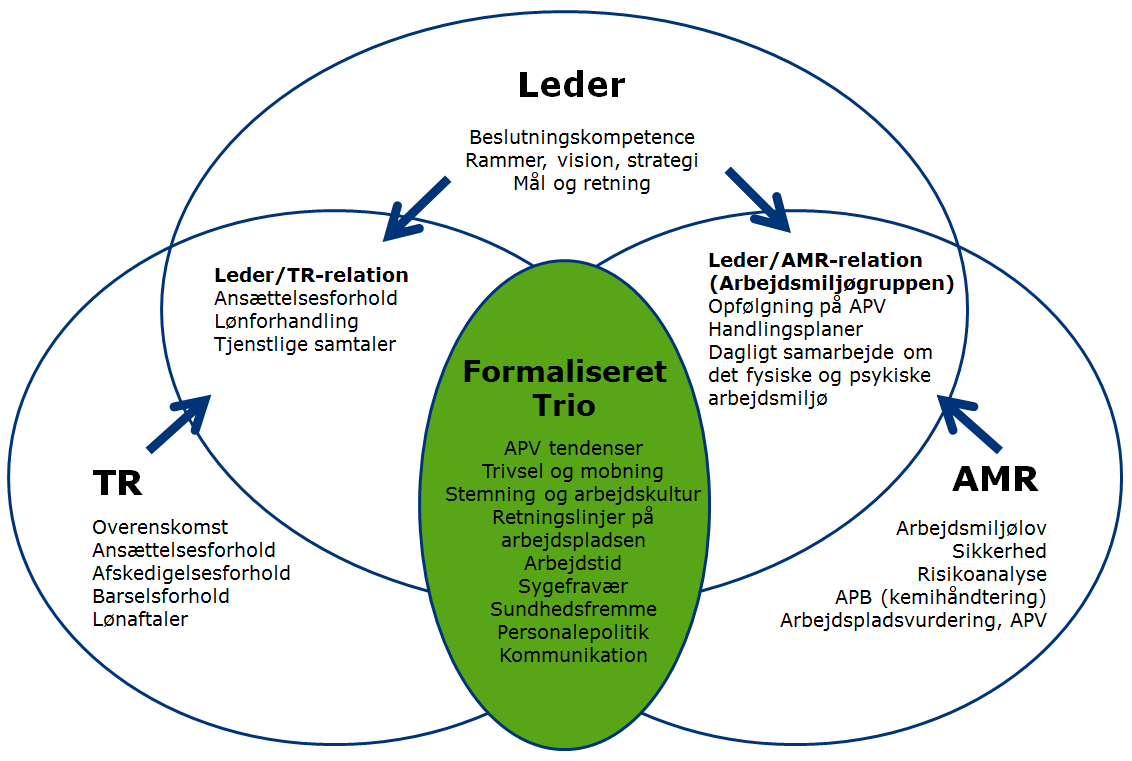 Leder
Beslutningskompetence
Rammer, vision, strategi
Mål og retning
Leder/TR-relation
Ansættelsesforhold
Lønforhandling
Tjenstlige samtaler
Leder/AMR-relation
(Arbejdsmiljøgruppen)
Opfølgning på APV
Handlingsplaner
Dagligt samarbejde om
det fysiske og psykiske
arbejdsmiljø
Formaliseret
Trio
APV tendenser
Trivsel og mobning
Stemning og arbejdskultur
Retningslinjer på
arbejdspladsen
Arbejdstid
Sygefravær
Sundhedsfremme
Personalepolitik
Kommunikation
TR
Overenskomst
Ansættelsesforhold
Afskedigelsesforhold
Barselsforhold
Lønaftaler
AMR
Arbejdsmiljølov
Sikkerhed
Risikoanalyse
APB (kemihåndtering)
Arbejdspladsvurdering, APV